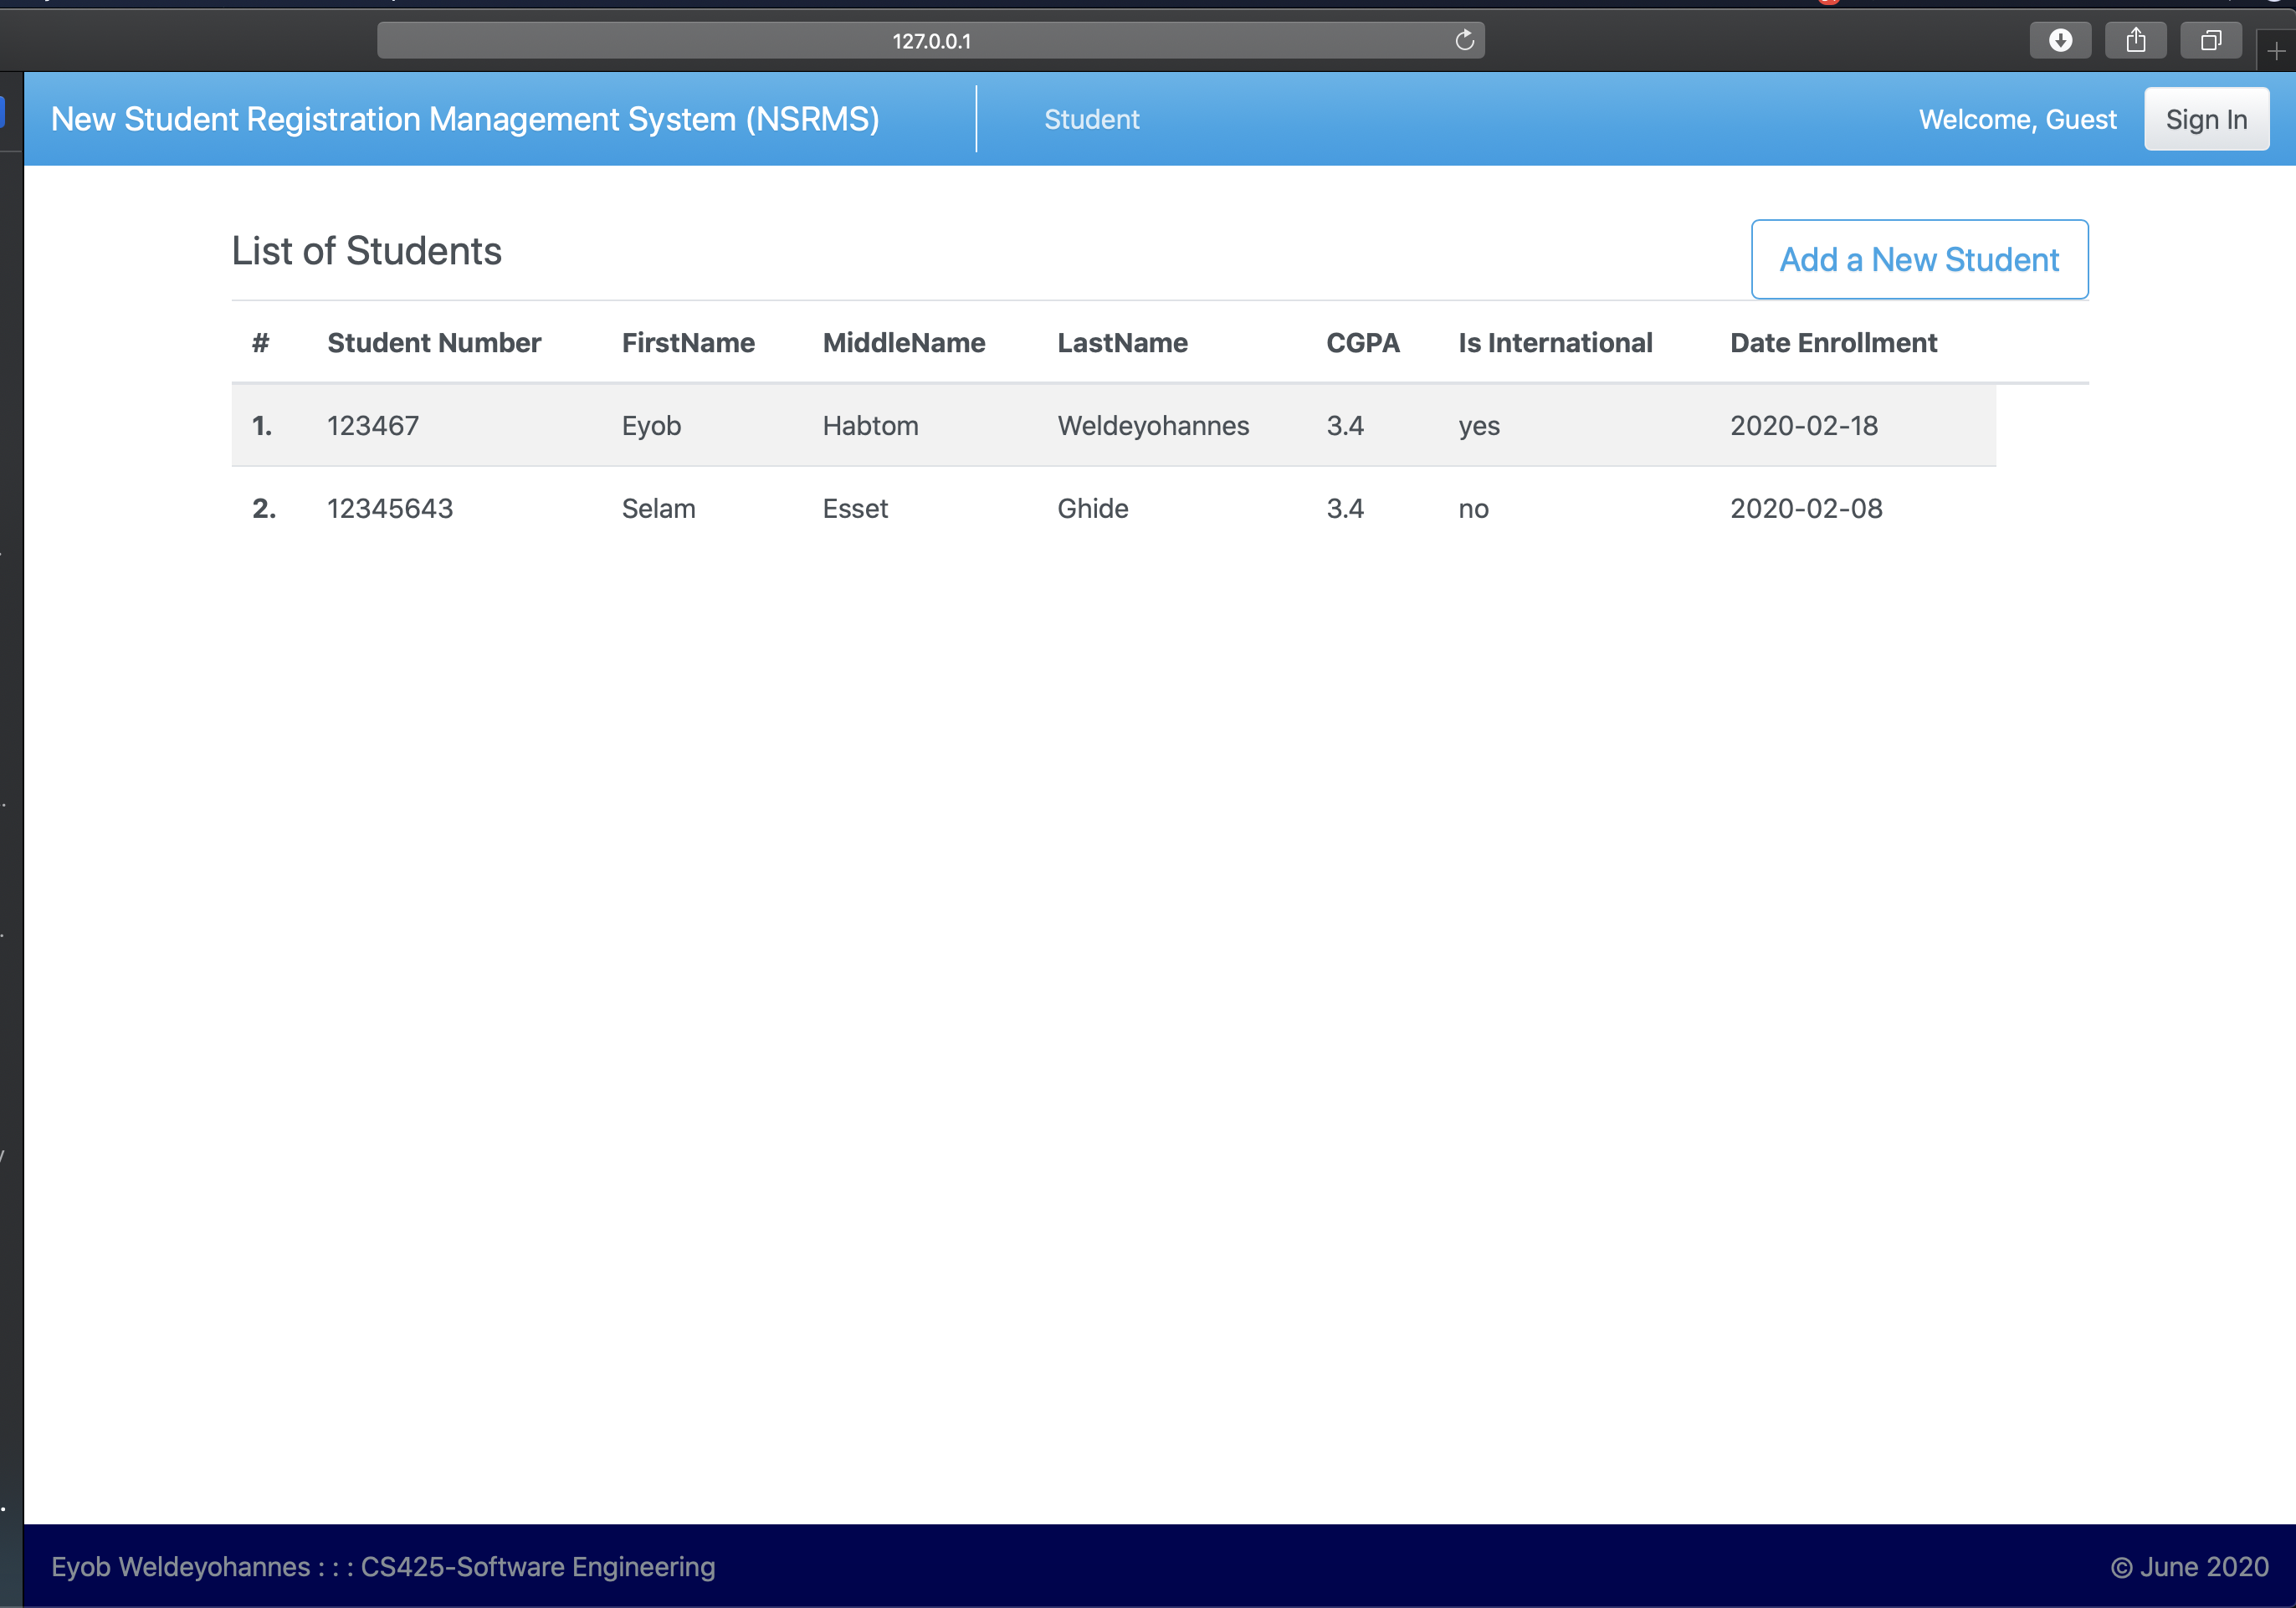 127.0.0.1
New Student Registration Management System (NSRMS) Student Welcome, Guest Sign In
List of Students Add a New Student
# Student Number FirstName MiddleName LastName CGPA Is International Date Enrollment
1. 123467 Eyob Habtom Weldeyohannes 3.4 yes 2020-02-18
2. 12345643 Selam Esset Ghide 3.4 no 2020-02-08
Eyob Weldeyohannes : : : CS425-Software Engineering © June 2020